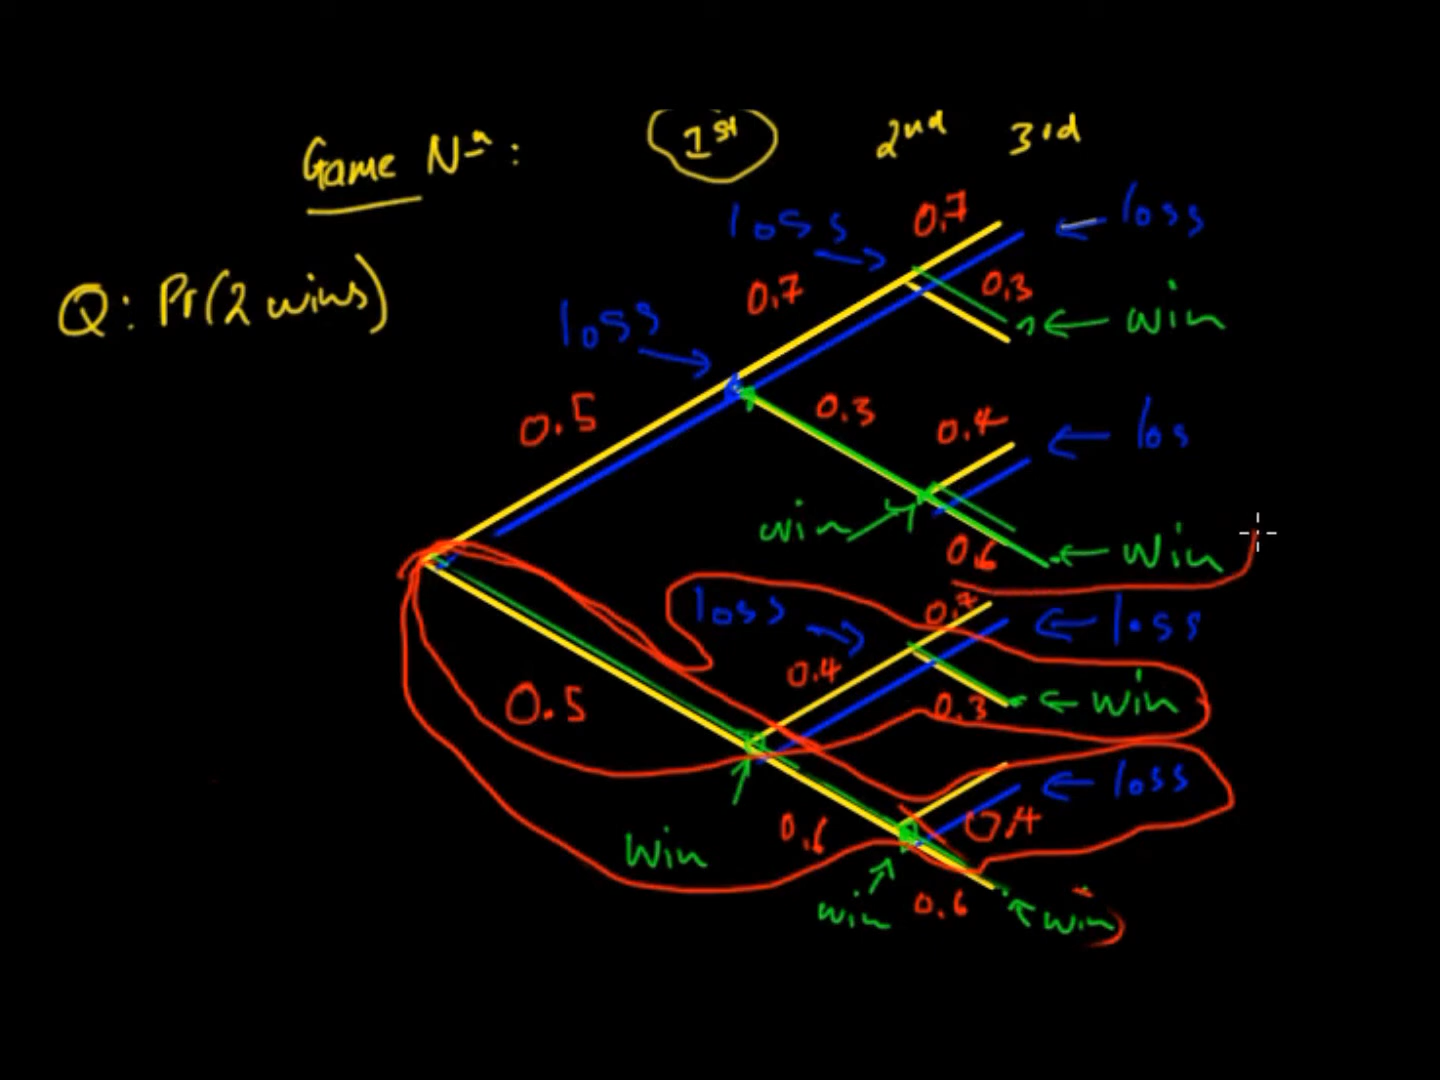 Game Nº: 1st 2nd 3rd
loss 0.7 loss
0.7 0.3 win
Q: Pr(2 wins)
loss
0.5 0.3 0.4 los
win 0.6 win
loss 0.7 loss
0.4
0.5 0.3 win
loss
win 0.6 0.4
win 0.6 win